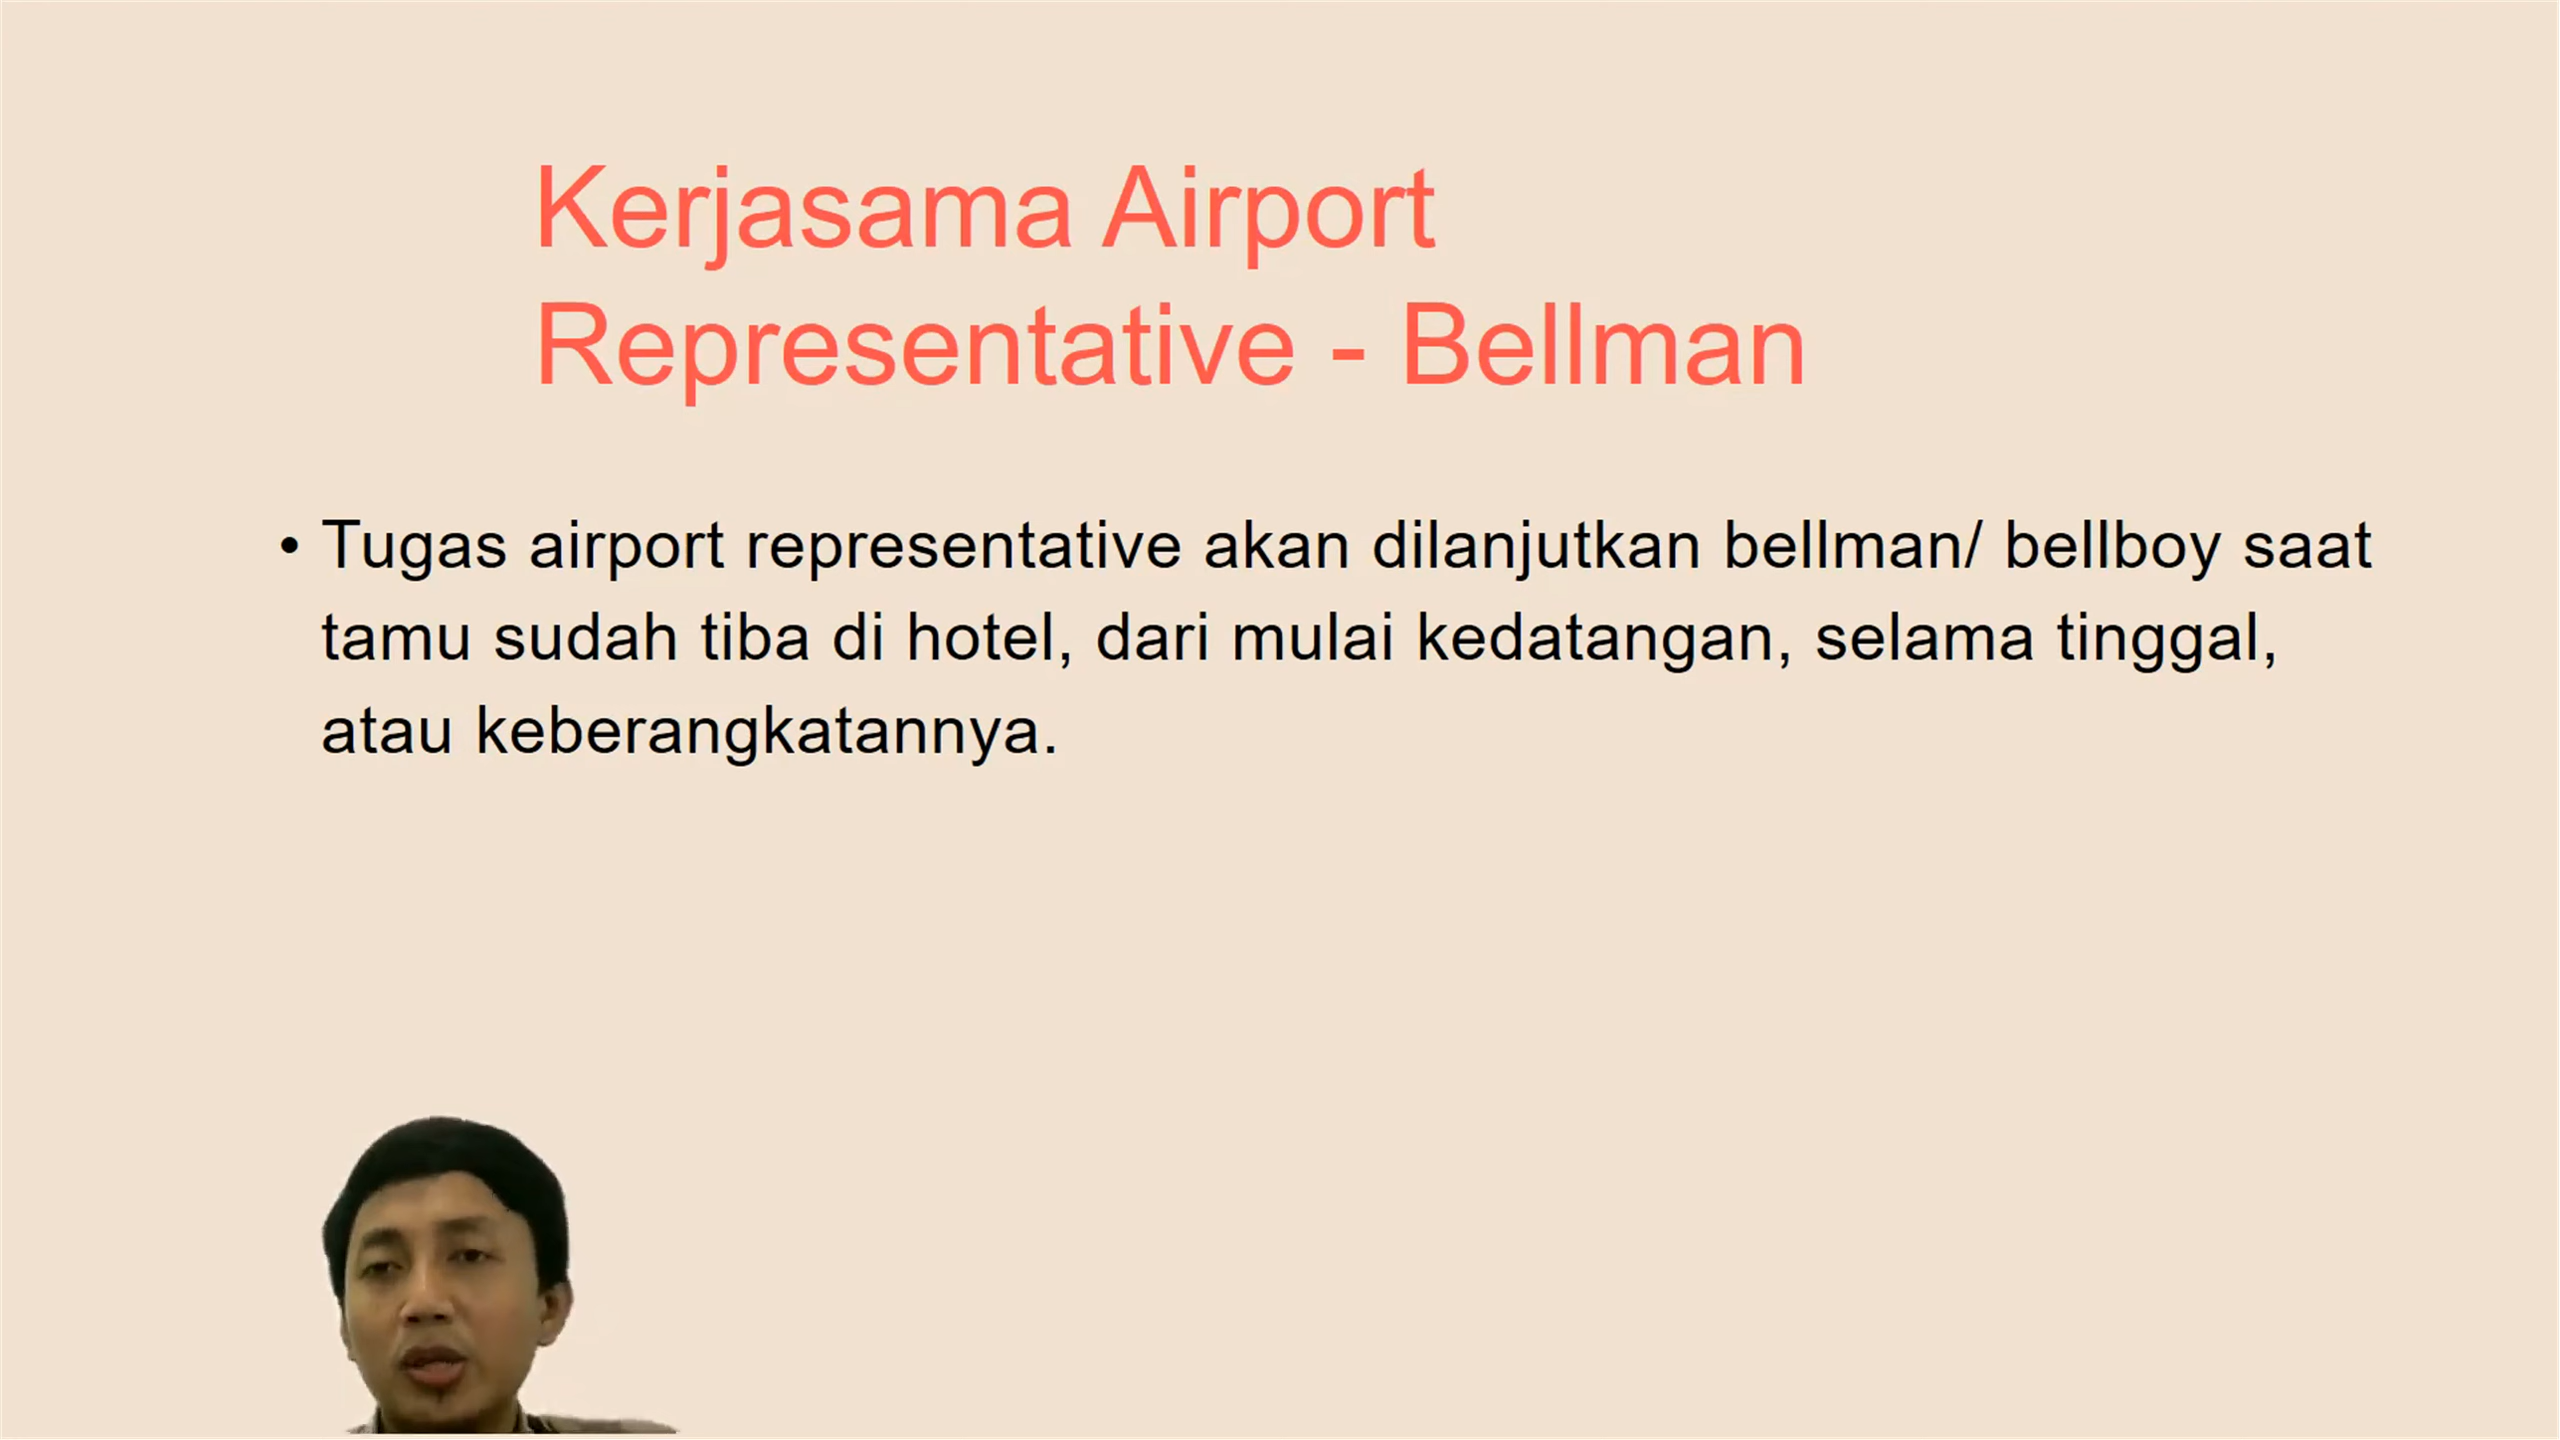 Kerjasama Airport
Representative - Bellman
• Tugas airport representative akan dilanjutkan bellman/ bellboy saat
tamu sudah tiba di hotel, dari mulai kedatangan, selama tinggal,
atau keberangkatannya.